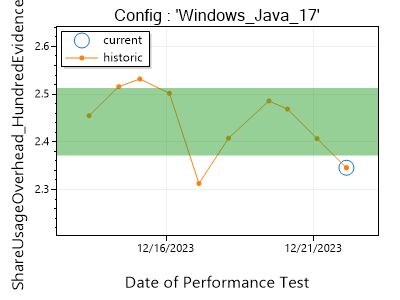 Config : 'Windows_Java_17'
current
historic
2.6
2.5
2.4
2.3
ShareUsageOverhead_HundredEvidence
12/16/2023
12/21/2023
Date of Performance Test